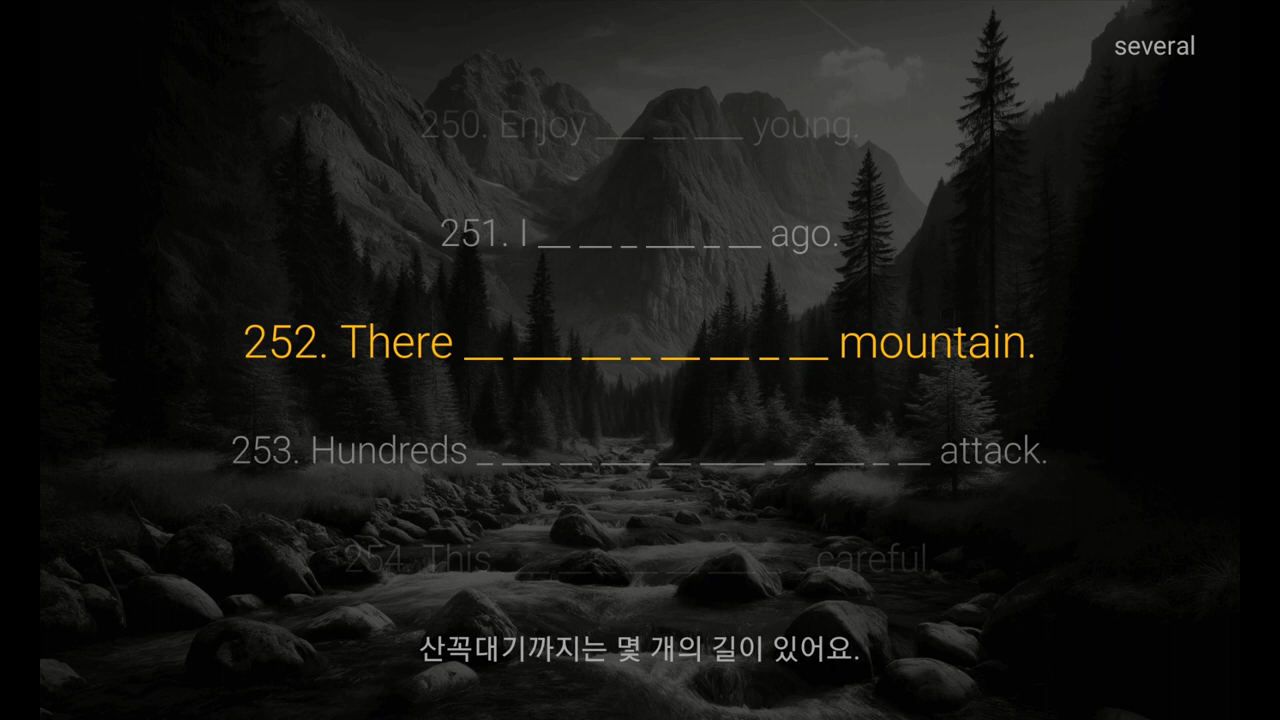 several
250. Enjoy ___ __ ___ young.
251. I __ __ _ ___ _ __ ago.
252. There __ ___ __ _ __ __ _ __ mountain.
253. Hundreds _ ___ __ ___ __ ____ __ ___ _ __ attack.
254. This careful.
산꼭대기까지는 몇 개의 길이 있어요.